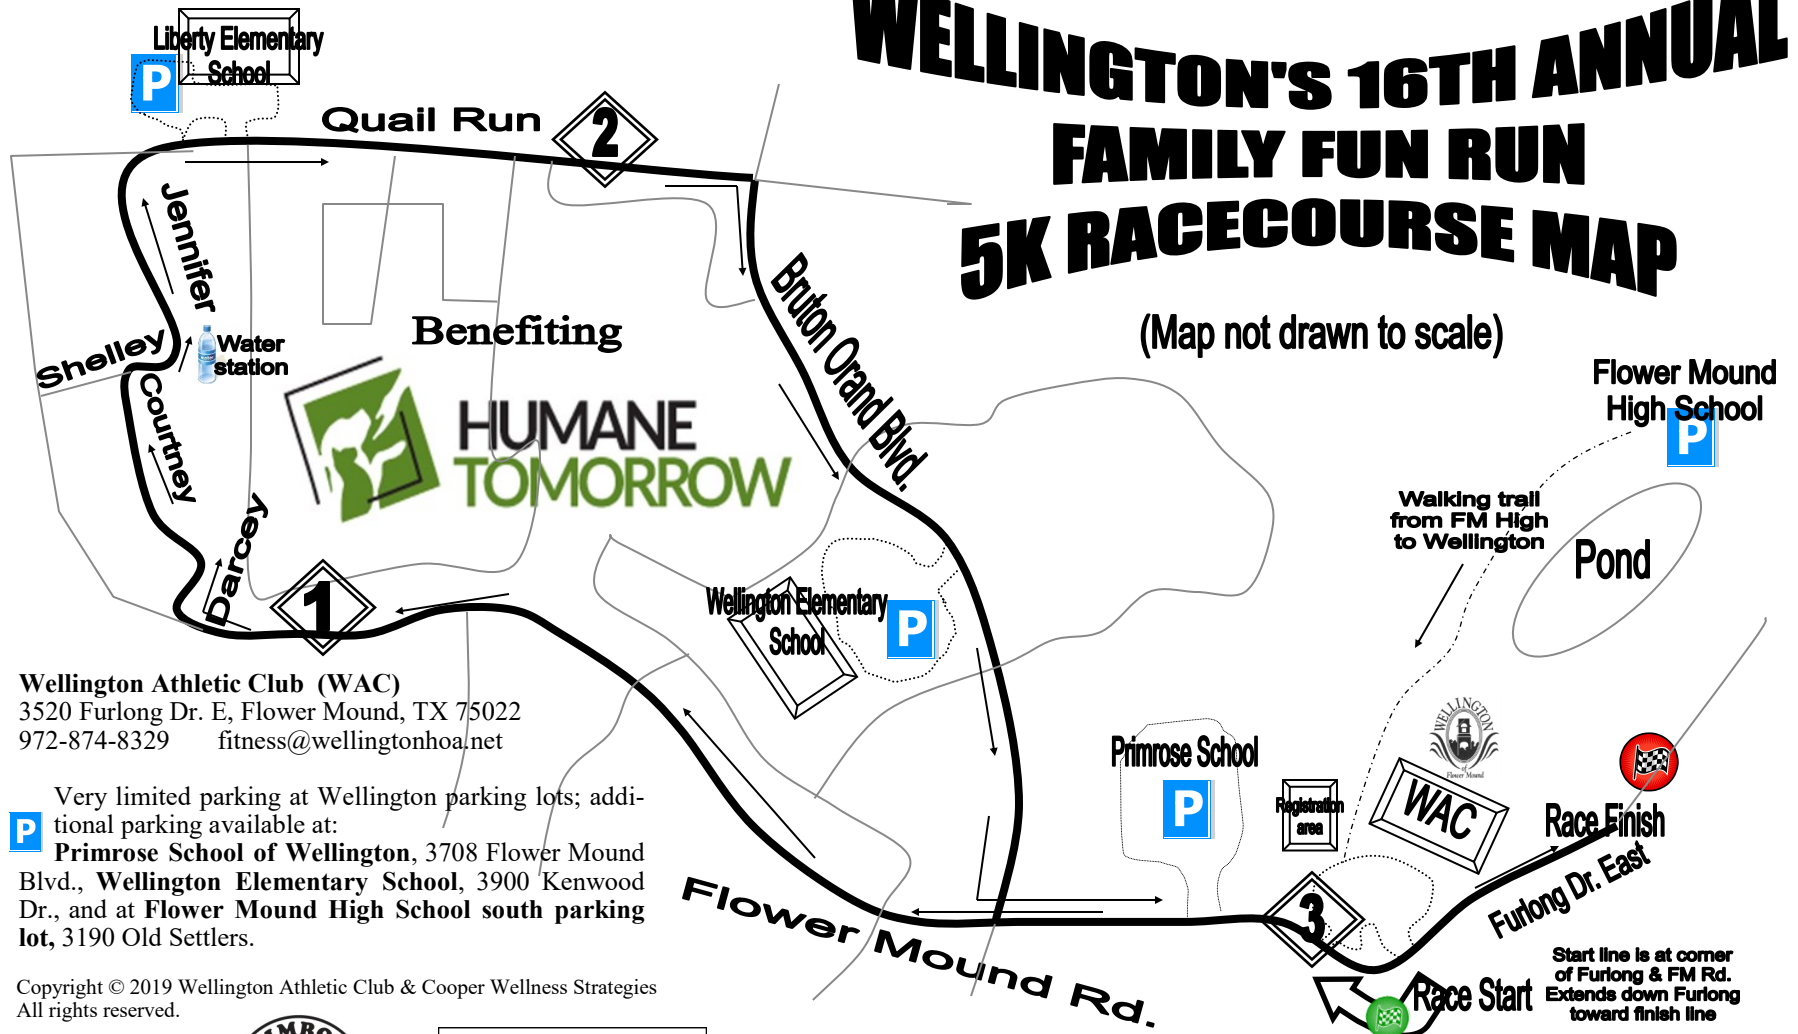 WELLINGTON'S 16TH ANNUAL
FAMILY FUN RUN
5K RACECOURSE MAP
(Map not drawn to scale)
Liberty Elementary
School
P
Quail Run
2
Jennifer
Shelley
Water
station
Courtney
Darcey
1
Benefiting
HUMANE
TOMORROW
Bruton Orand Blvd.
Flower Mound
High School
P
Walking trail
from FM High
to Wellington
Pond
Wellington Elementary
School
P
Primrose School
P
Registration
area
WELLINGTON
of
Flower Mound
WAC
Race Finish
Furlong Dr. East
3
Flower Mound Rd.
Race Start
Start line is at corner
of Furlong & FM Rd.
Extends down Furlong
toward finish line
Wellington Athletic Club (WAC)
3520 Furlong Dr. E, Flower Mound, TX 75022
972-874-8329 fitness@wellingtonhoa.net
Very limited parking at Wellington parking lots; addi-
P tional parking available at:
Primrose School of Wellington, 3708 Flower Mound
Blvd., Wellington Elementary School, 3900 Kenwood
Dr., and at Flower Mound High School south parking
lot, 3190 Old Settlers.
Copyright © 2019 Wellington Athletic Club & Cooper Wellness Strategies
All rights reserved.